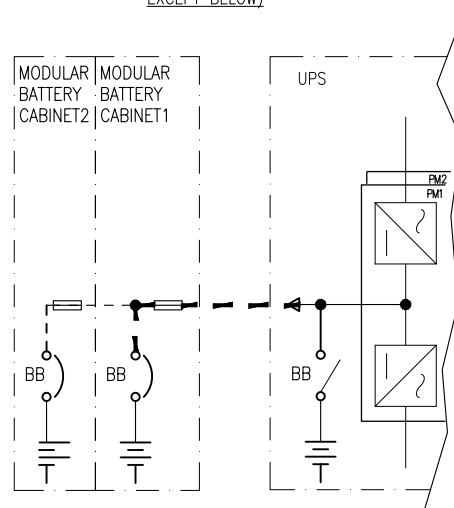 EXCEPT BELOW)
MODULAR
BATTERY
CABINET2
MODULAR
BATTERY
CABINET1
UPS
PM2
PM1
BB
BB
BB